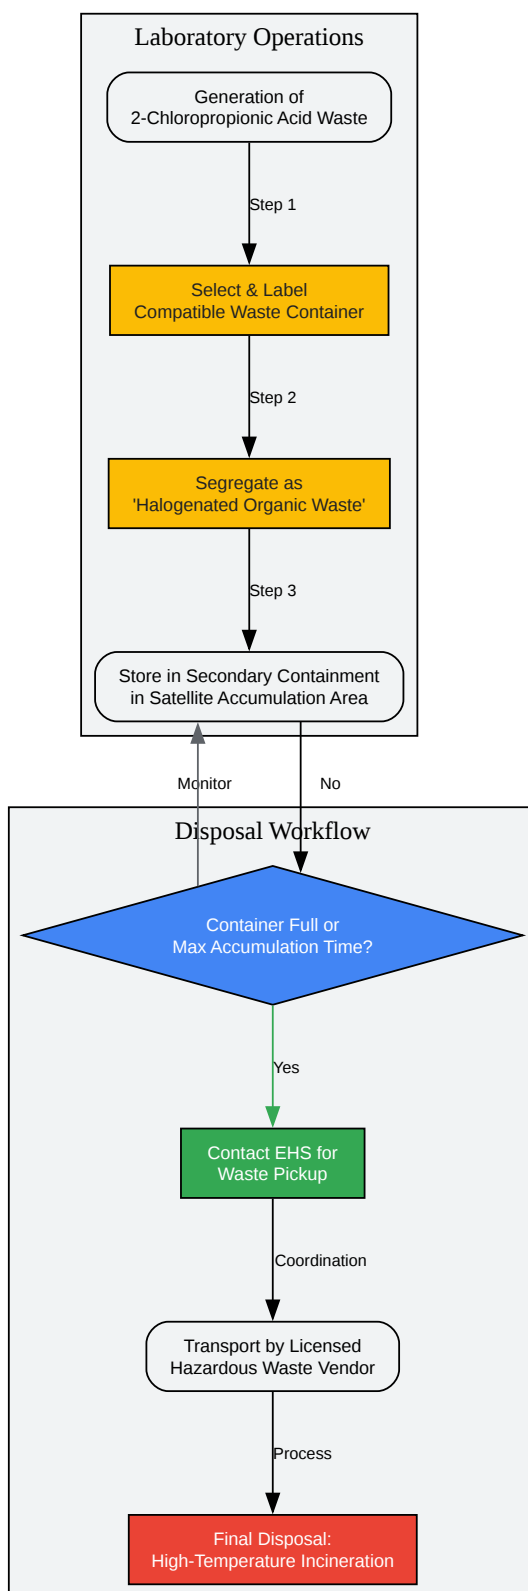 Laboratory Operations
Generation of
2-Chloropropionic Acid Waste
Step 1
Select & Label
Compatible Waste Container
Step 2
Segregate as
'Halogenated Organic Waste'
Step 3
Store in Secondary Containment
in Satellite Accumulation Area
Monitor
No
Disposal Workflow
Container Full or
Max Accumulation Time?
Yes
Contact EHS for
Waste Pickup
Coordination
Transport by Licensed
Hazardous Waste Vendor
Process
Final Disposal:
High-Temperature Incineration